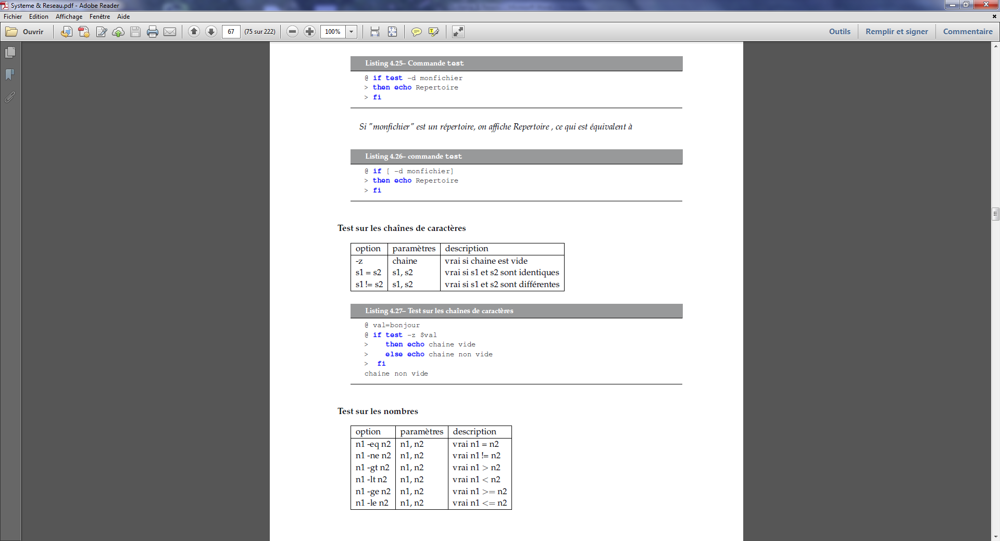 Systeme & Reseau.pdf - Adobe Reader
Fichier Edition Affichage Fenêtre Aide
Ouvrir 67 (75 sur 222) 100% Outils Remplir et signer Commentaire
Listing 4.25– Commande test
@ if test -d monfichier
> then echo Repertoire
> fi
Si "monfichier" est un répertoire, on affiche Repertoire , ce qui est équivalent à
Listing 4.26– commande test
@ if [ -d monfichier]
> then echo Repertoire
> fi
Test sur les chaînes de caractères
option paramètres description
-z chaine vrai si chaine est vide
s1 = s2 s1, s2 vrai si s1 et s2 sont identiques
s1 != s2 s1, s2 vrai si s1 et s2 sont différentes
Listing 4.27– Test sur les chaînes de caractères
@ val=bonjour
@ if test -z $val
> then echo chaine vide
> else echo chaine non vide
> fi
chaine non vide
Test sur les nombres
option paramètres description
n1 -eq n2 n1, n2 vrai n1 = n2
n1 -ne n2 n1, n2 vrai n1 != n2
n1 -gt n2 n1, n2 vrai n1 > n2
n1 -lt n2 n1, n2 vrai n1 < n2
n1 -ge n2 n1, n2 vrai n1 >= n2
n1 -le n2 n1, n2 vrai n1 <= n2